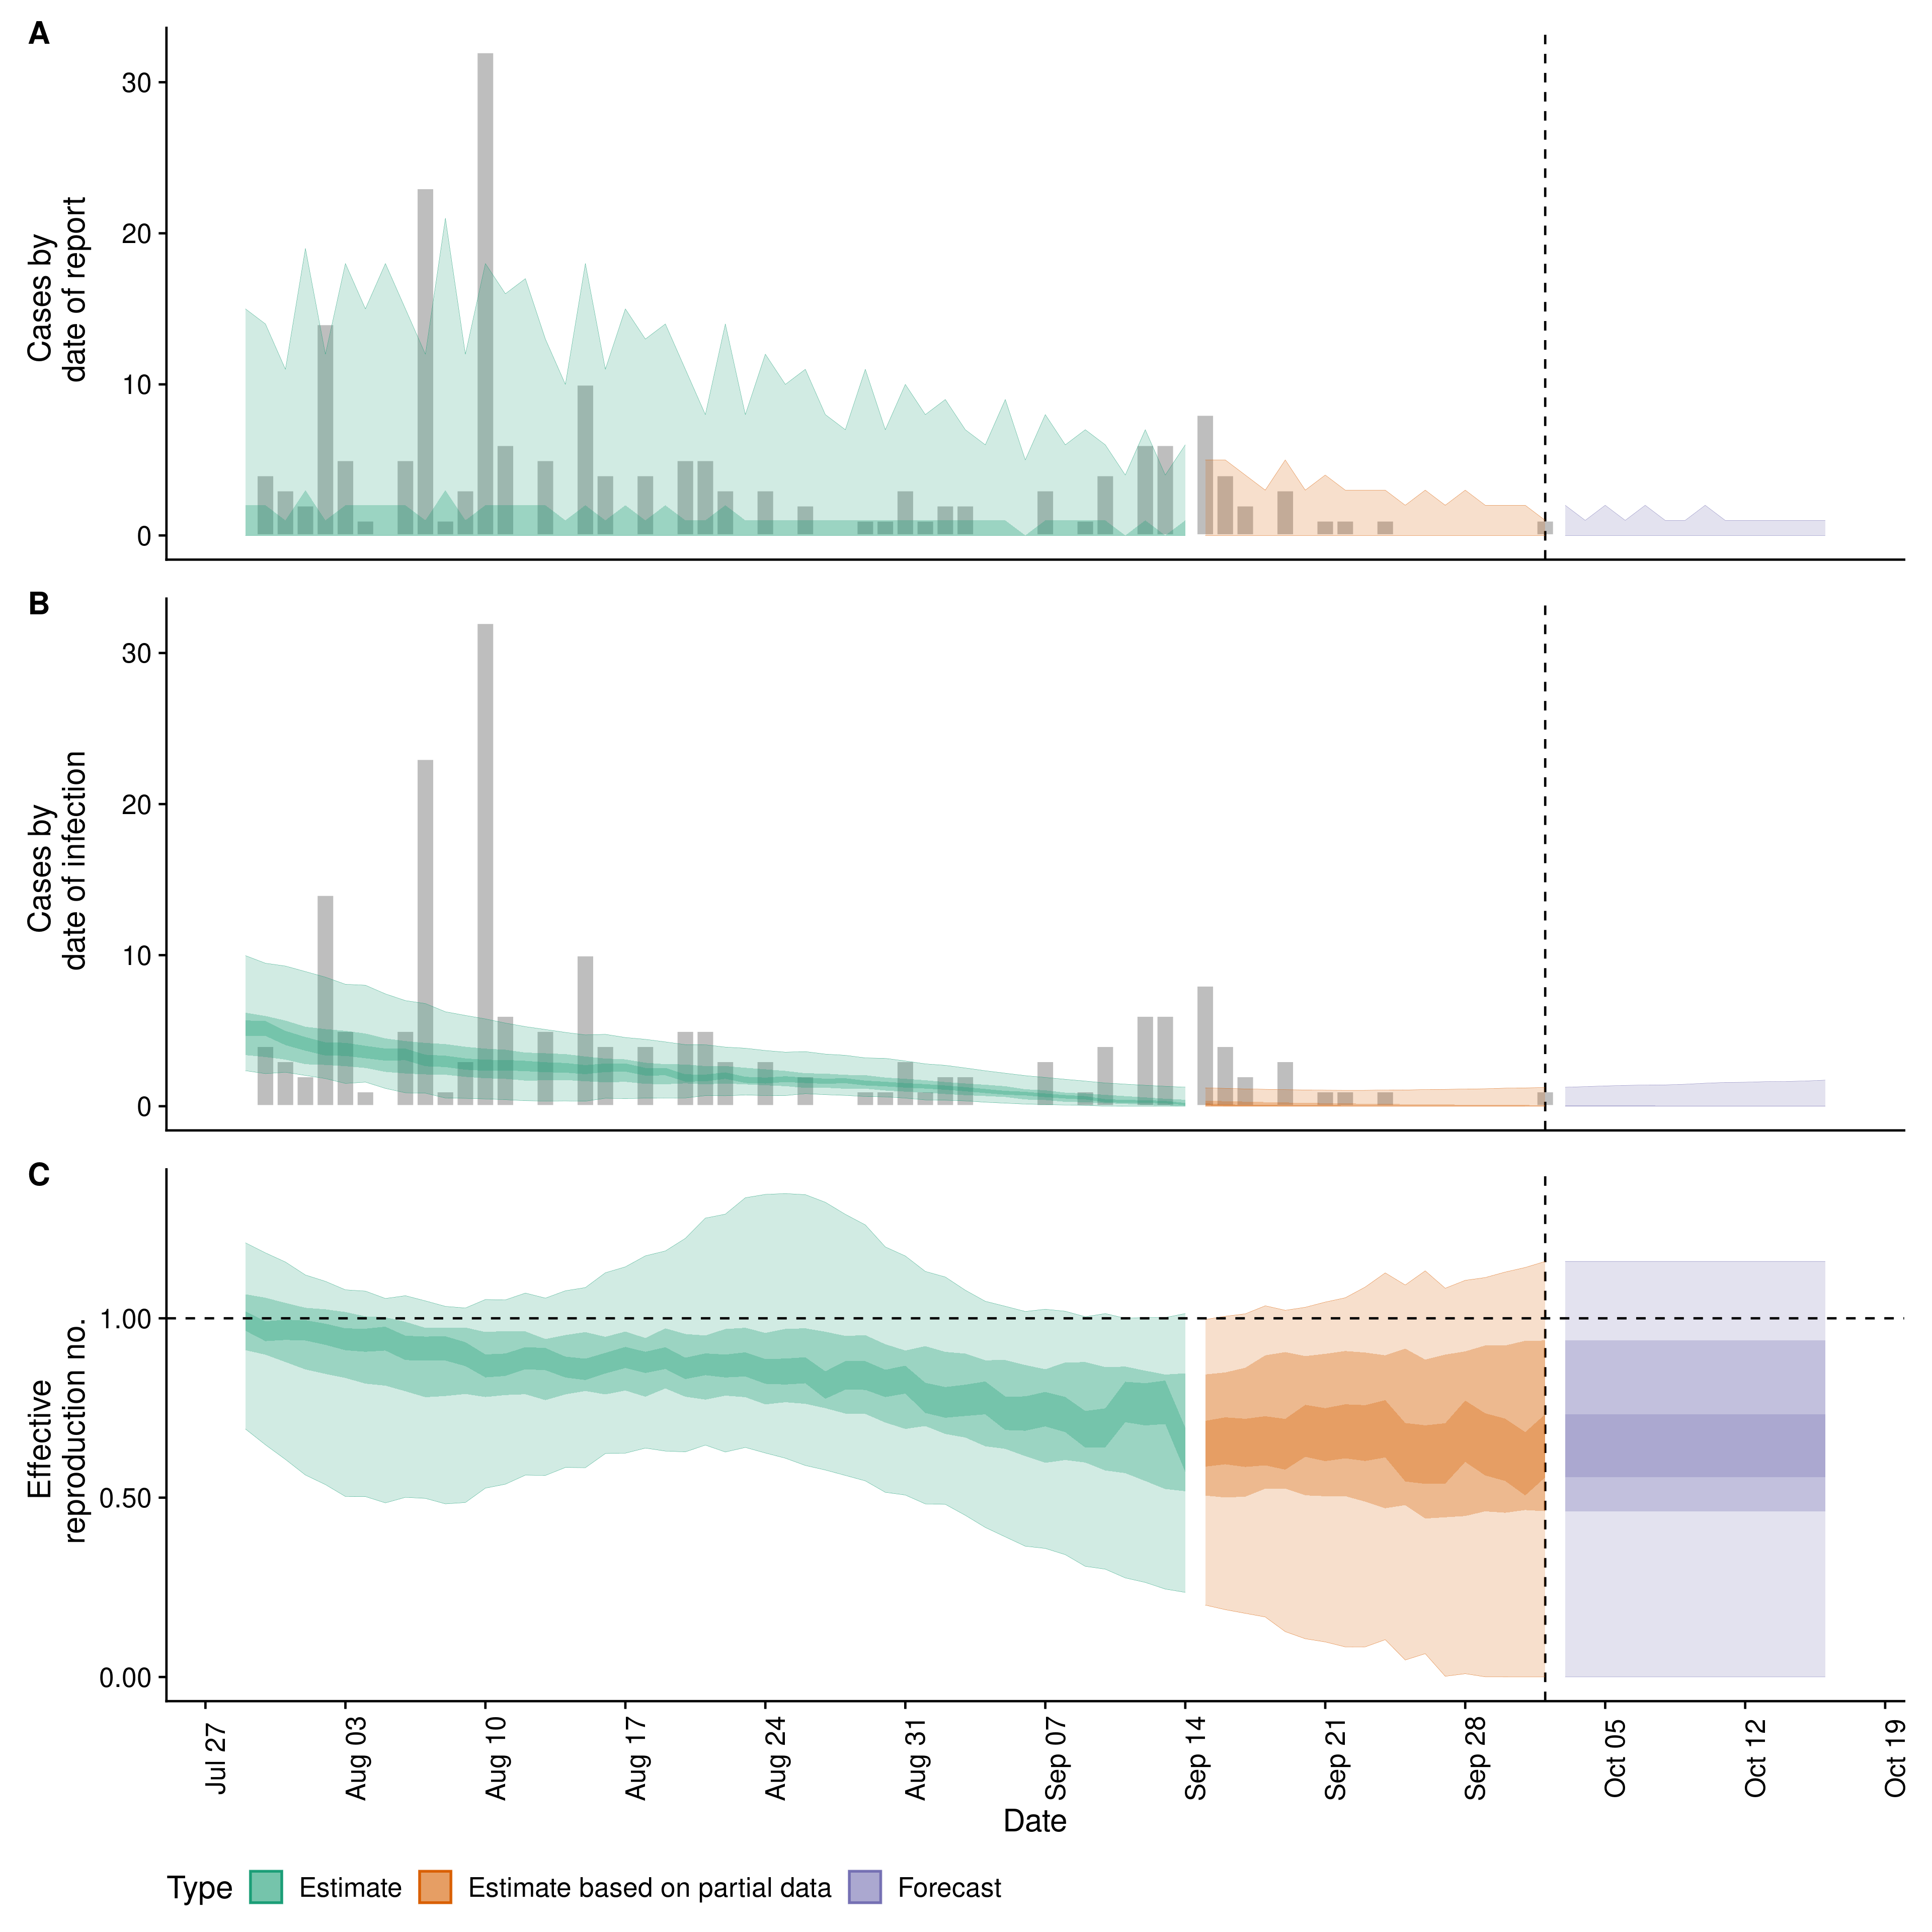 A
Cases by
date of report
30
20
10
0
B
Cases by
date of infection
30
20
10
0
C
Effective
reproduction no.
1.00
0.50
0.00
Jul 27
Aug 03
Aug 10
Aug 17
Aug 24
Aug 31
Sep 07
Sep 14
Sep 21
Sep 28
Oct 05
Oct 12
Oct 19
Date
Type Estimate Estimate based on partial data Forecast